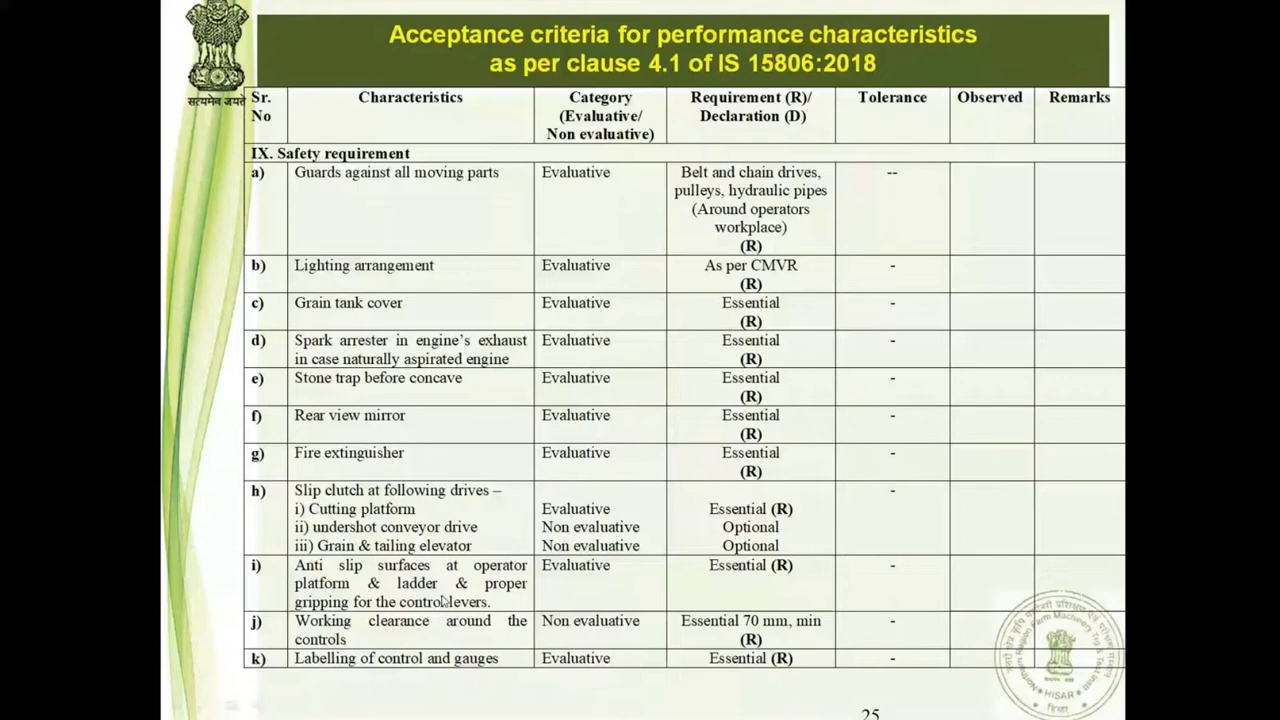 Acceptance criteria for performance characteristics
as per clause 4.1 of IS 15806:2018
सत्यमेव जयते
Sr. No | Characteristics | Category (Evaluative/ Non evaluative) | Requirement (R)/ Declaration (D) | Tolerance | Observed | Remarks
IX. Safety requirement
a) Guards against all moving parts | Evaluative | Belt and chain drives, pulleys, hydraulic pipes (Around operators workplace) (R) | --
b) Lighting arrangement | Evaluative | As per CMVR (R) | -
c) Grain tank cover | Evaluative | Essential (R) | -
d) Spark arrester in engine’s exhaust in case naturally aspirated engine | Evaluative | Essential (R) | -
e) Stone trap before concave | Evaluative | Essential (R) | -
f) Rear view mirror | Evaluative | Essential (R) | -
g) Fire extinguisher | Evaluative | Essential (R) | -
h) Slip clutch at following drives – | -
i) Cutting platform | Evaluative | Essential (R)
ii) undershot conveyor drive | Non evaluative | Optional
iii) Grain & tailing elevator | Non evaluative | Optional
i) Anti slip surfaces at operator platform & ladder & proper gripping for the control levers. | Evaluative | Essential (R) | -
j) Working clearance around the controls | Non evaluative | Essential 70 mm, min (R) | -
k) Labelling of control and gauges | Evaluative | Essential (R) | -
HISAR
हिसार
25